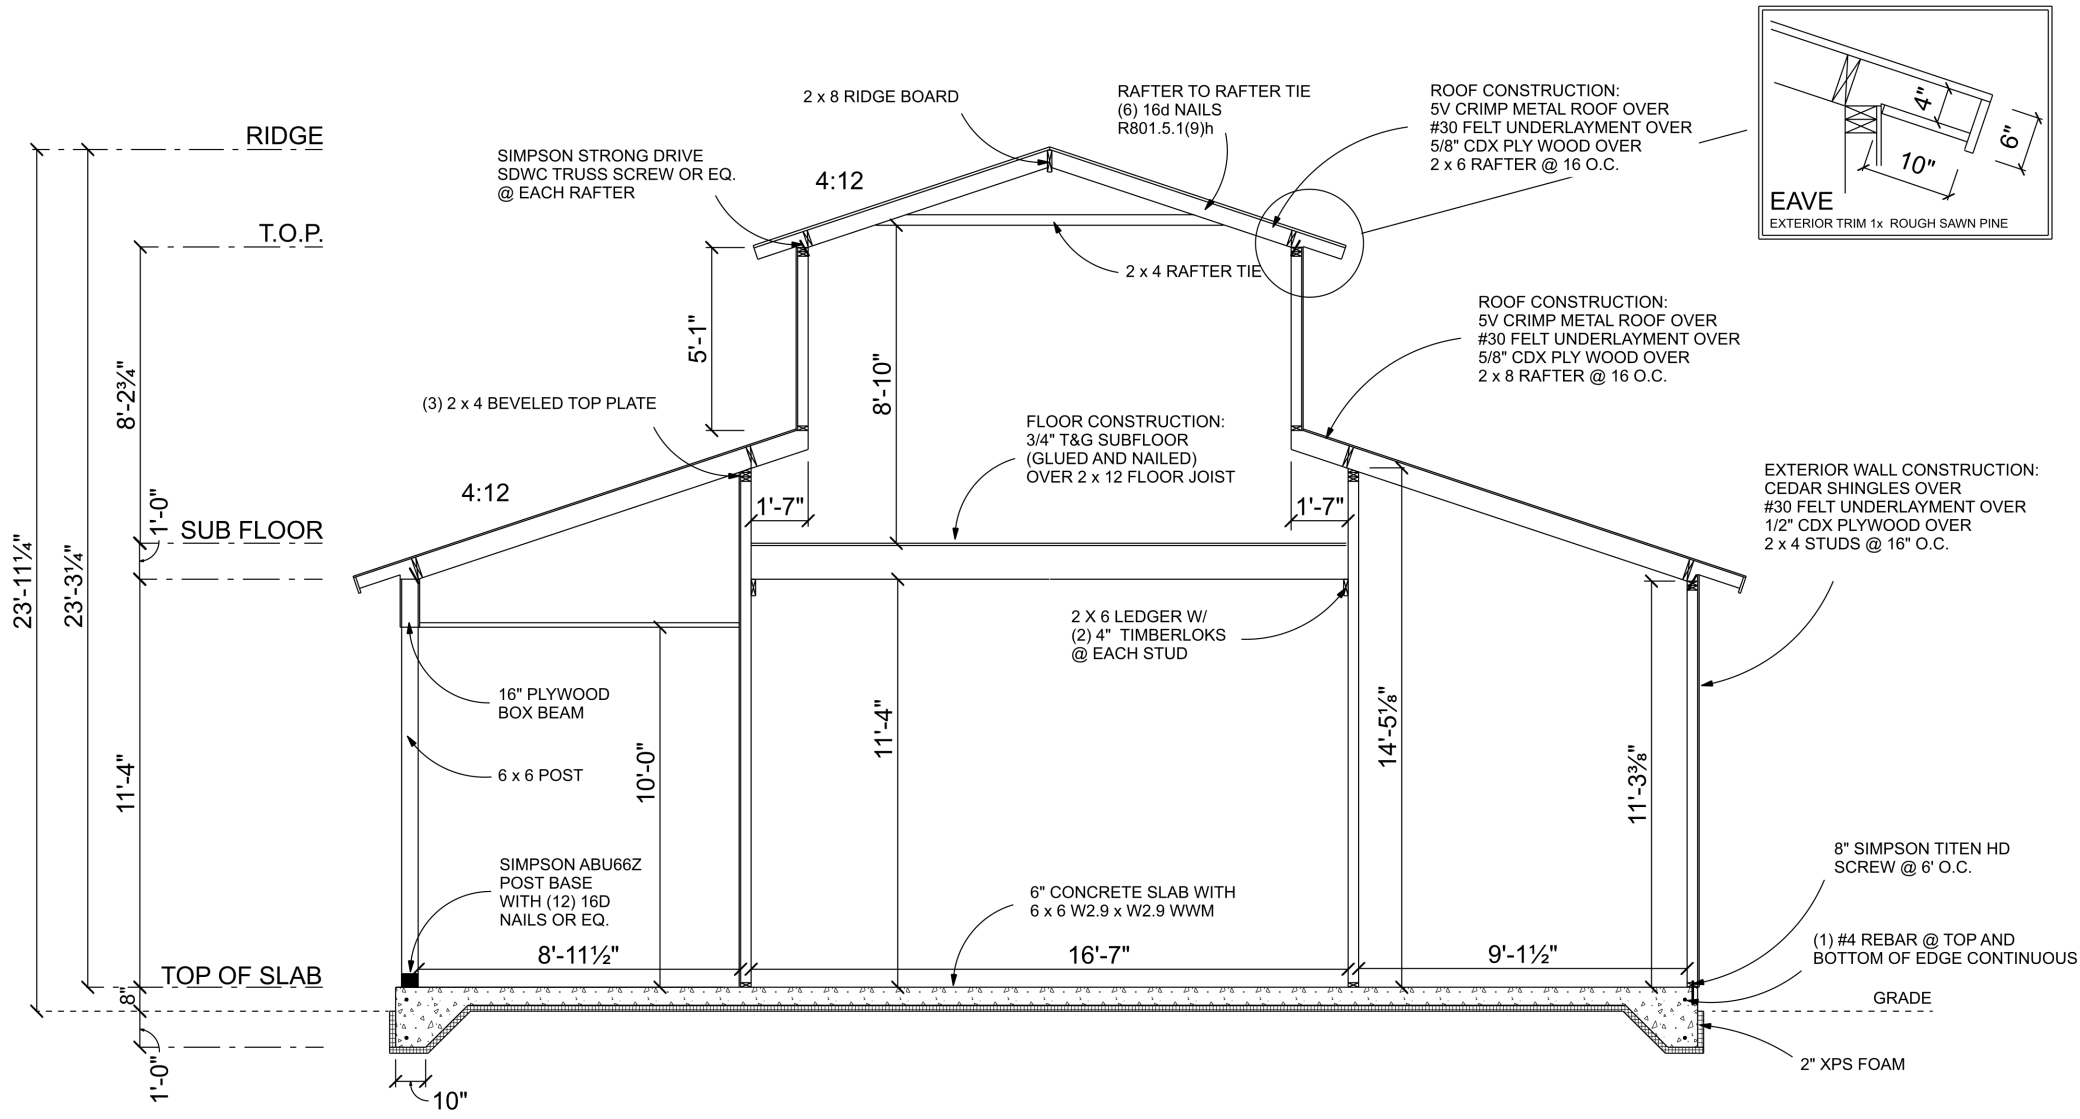 RIDGE
T.O.P.
SUB FLOOR
TOP OF SLAB
23'-11¼"
23'-3¼"
8'-2¾"
1'-0"
11'-4"
8"
1'-0"
10"
2 x 8 RIDGE BOARD
RAFTER TO RAFTER TIE
(6) 16d NAILS
R801.5.1(9)h
ROOF CONSTRUCTION:
5V CRIMP METAL ROOF OVER
#30 FELT UNDERLAYMENT OVER
5/8" CDX PLY WOOD OVER
2 x 6 RAFTER @ 16 O.C.
4"
6"
10"
EAVE
EXTERIOR TRIM 1x ROUGH SAWN PINE
SIMPSON STRONG DRIVE
SDWC TRUSS SCREW OR EQ.
@ EACH RAFTER
4:12
2 x 4 RAFTER TIE
5'-1"
8'-10"
ROOF CONSTRUCTION:
5V CRIMP METAL ROOF OVER
#30 FELT UNDERLAYMENT OVER
5/8" CDX PLY WOOD OVER
2 x 8 RAFTER @ 16 O.C.
(3) 2 x 4 BEVELED TOP PLATE
FLOOR CONSTRUCTION:
3/4" T&G SUBFLOOR
(GLUED AND NAILED)
OVER 2 x 12 FLOOR JOIST
4:12
1'-7"
1'-7"
EXTERIOR WALL CONSTRUCTION:
CEDAR SHINGLES OVER
#30 FELT UNDERLAYMENT OVER
1/2" CDX PLYWOOD OVER
2 x 4 STUDS @ 16" O.C.
2 X 6 LEDGER W/
(2) 4" TIMBERLOKS
@ EACH STUD
16" PLYWOOD
BOX BEAM
6 x 6 POST
10'-0"
11'-4"
14'-5⅛"
11'-3⅜"
SIMPSON ABU66Z
POST BASE
WITH (12) 16D
NAILS OR EQ.
6" CONCRETE SLAB WITH
6 x 6 W2.9 x W2.9 WWM
8'-11½"
16'-7"
9'-1½"
8" SIMPSON TITEN HD
SCREW @ 6' O.C.
(1) #4 REBAR @ TOP AND
BOTTOM OF EDGE CONTINUOUS
GRADE
2" XPS FOAM